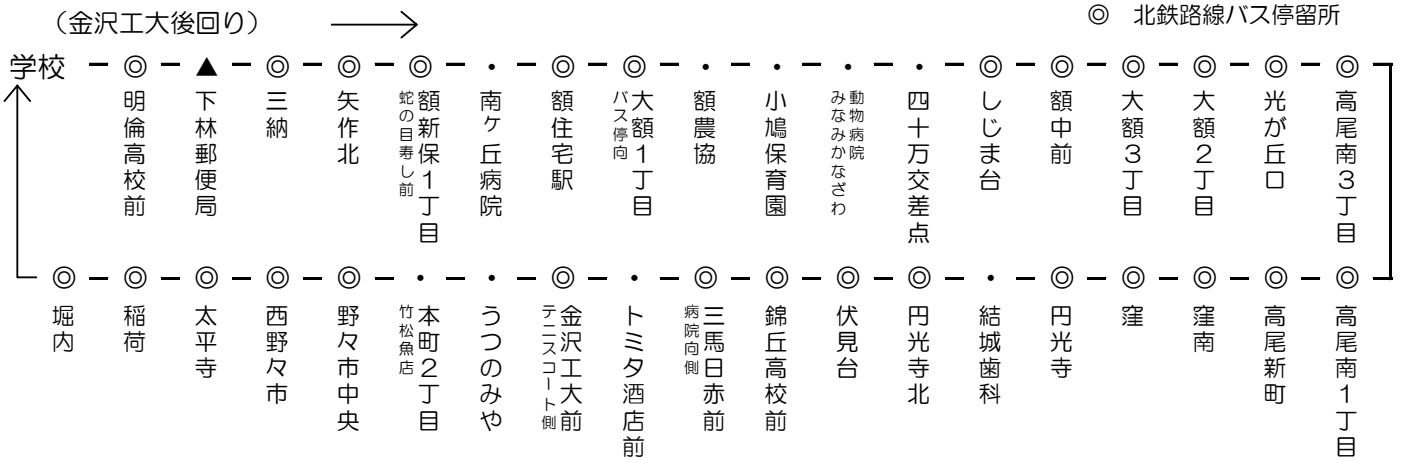 （金沢工大後回り）
◎ 北鉄路線バス停留所
学校
明倫高校前
下林郵便局
三納
矢作北
額新保１丁目
蛇の目寿し前
南ヶ丘病院
額住宅駅
大額１丁目
バス停向
額農協
小鳩保育園
動物病院
みなみかなざわ
四十万交差点
しじま台
額中前
大額３丁目
大額２丁目
光が丘口
高尾南３丁目
高尾南１丁目
高尾新町
窪南
窪
円光寺
結城歯科
円光寺北
伏見台
錦丘高校前
三馬日赤前
病院向側
トミタ酒店前
金沢工大前
テニスコート側
うつのみや
本町２丁目
竹松魚店
野々市中央
西野々市
太平寺
稲荷
堀内